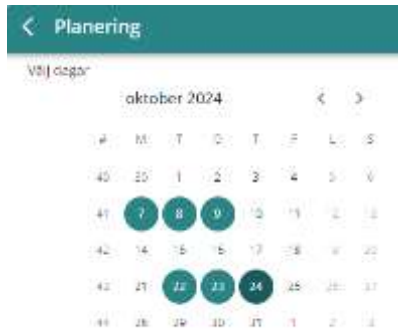 Planering
Välj dagar
oktober 2024
# M T O T F L S
40 30 1 2 3 4 5 6
41 7 8 9 10 11 12 13
42 14 15 16 17 18 19 20
43 21 22 23 24 25 26 27
44 28 29 30 31 1 2 3